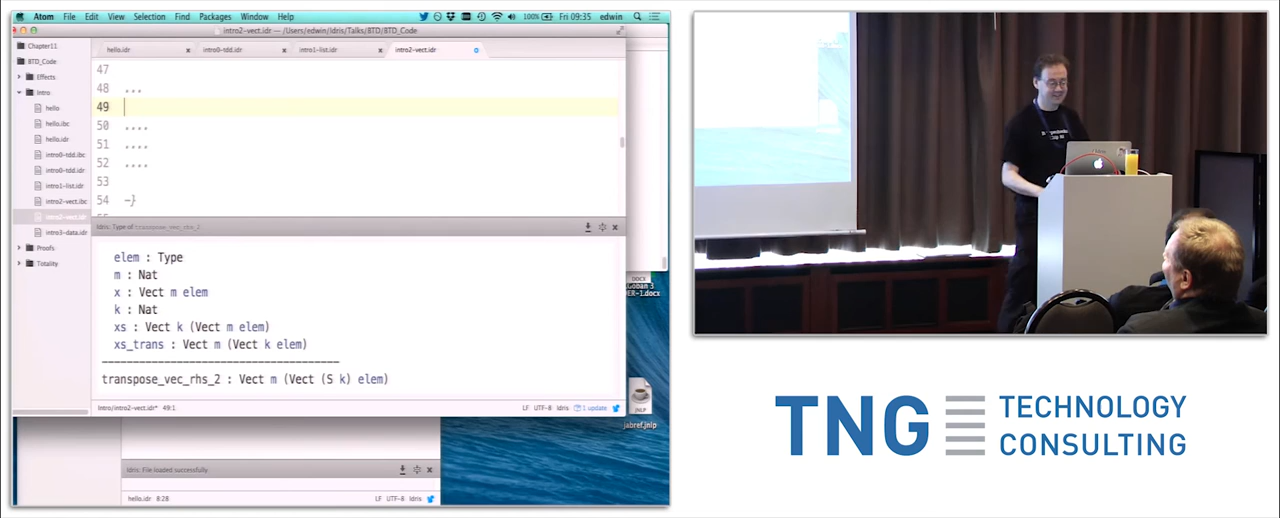 Atom File Edit View Selection Find Packages Window Help 100% Fri 09:35 edwin
intro2-vect.idr — /Users/edwin/Idris/Talks/BTD/BTD_Code
Chapter11
BTD_Code
Effects
Intro
hello
hello.ibc
hello.idr
intro0-tdd.ibc
intro0-tdd.idr
intro1-list.idr
intro2-vect.ibc
intro2-vect.idr
intro3-data.idr
Proofs
Totality
hello.idr intro0-tdd.idr intro1-list.idr intro2-vect.idr
47
48 ...
49
50 ....
51 ....
52 ....
53
54 -}
Idris: Type of transpose_vec_rhs_2
elem : Type
m : Nat
x : Vect m elem
k : Nat
xs : Vect k (Vect m elem)
xs_trans : Vect m (Vect k elem)
--------------------------------------
transpose_vec_rhs_2 : Vect m (Vect (S k) elem)
Intro/intro2-vect.idr* 49:1 LF UTF-8 Idris 1 update
DOCX
JNLP
jabref.jnlp
Idris: File loaded successfully
hello.idr 8:28 LF UTF-8 Idris
TNG TECHNOLOGY
CONSULTING